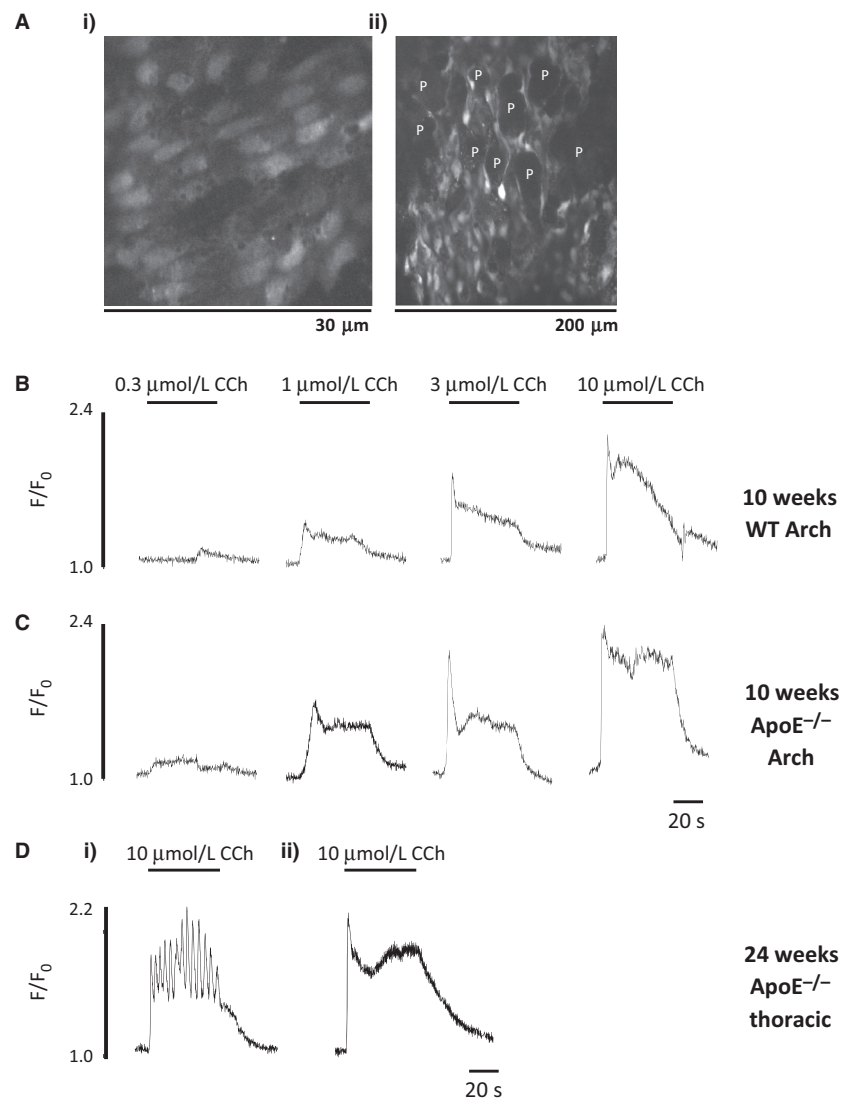 A i) ii)
P P P
P
P
P P P P
30 μm 200 μm
B 0.3 μmol/L CCh 1 μmol/L CCh 3 μmol/L CCh 10 μmol/L CCh
2.4
F/F0
1.0
10 weeks
WT Arch
C
2.4
F/F0
1.0
10 weeks
ApoE–/–
Arch
20 s
D i) 10 μmol/L CCh ii) 10 μmol/L CCh
2.2
F/F0
1.0
24 weeks
ApoE–/–
thoracic
20 s